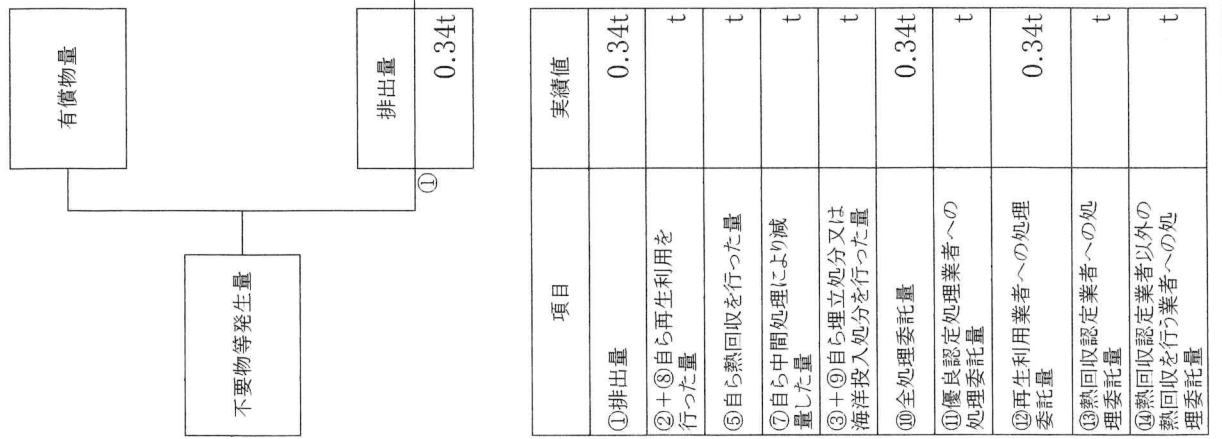 有償物量
不要物等発生量
排出量
①
0.34t
項目
実績値
①排出量
0.34t
②+⑧自ら再生利用を
行った量
t
⑤自ら熱回収を行った量
t
⑦自ら中間処理により減
量した量
t
③+⑨自ら埋立処分又は
海洋投入処分を行った量
t
⑩全処理委託量
0.34t
⑪優良認定処理業者への
処理委託量
t
⑫再生利用業者への処理
委託量
0.34t
⑬熱回収認定業者への処
理委託量
t
⑭熱回収認定業者以外の
熱回収を行う業者への処
理委託量
t